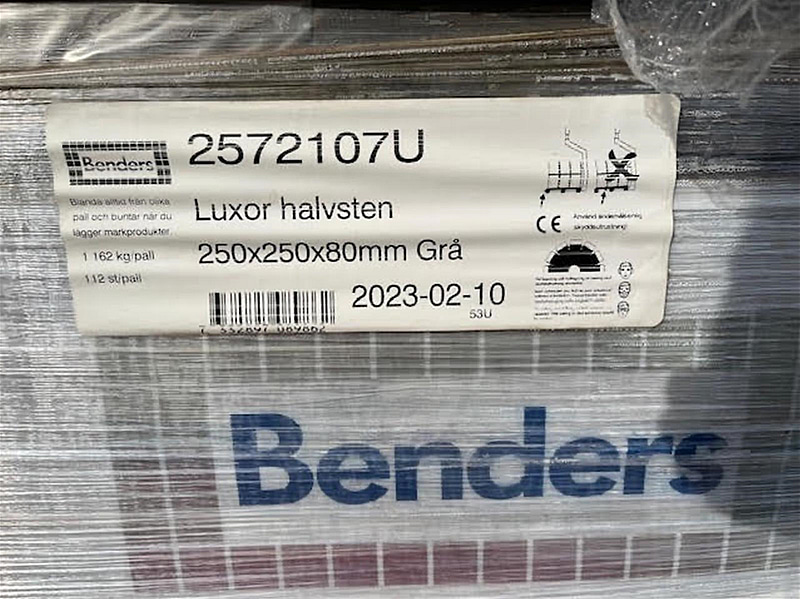 Benders
2572107U
Blanda alltid från olika
pall och buntar när du
lägger markprodukter.
1 162 kg/pall
112 st/pall
Luxor halvsten
250x250x80mm Grå
2023-02-10
53U
CE
Använd ändamålsenlig
skyddsutrustning!
Benders